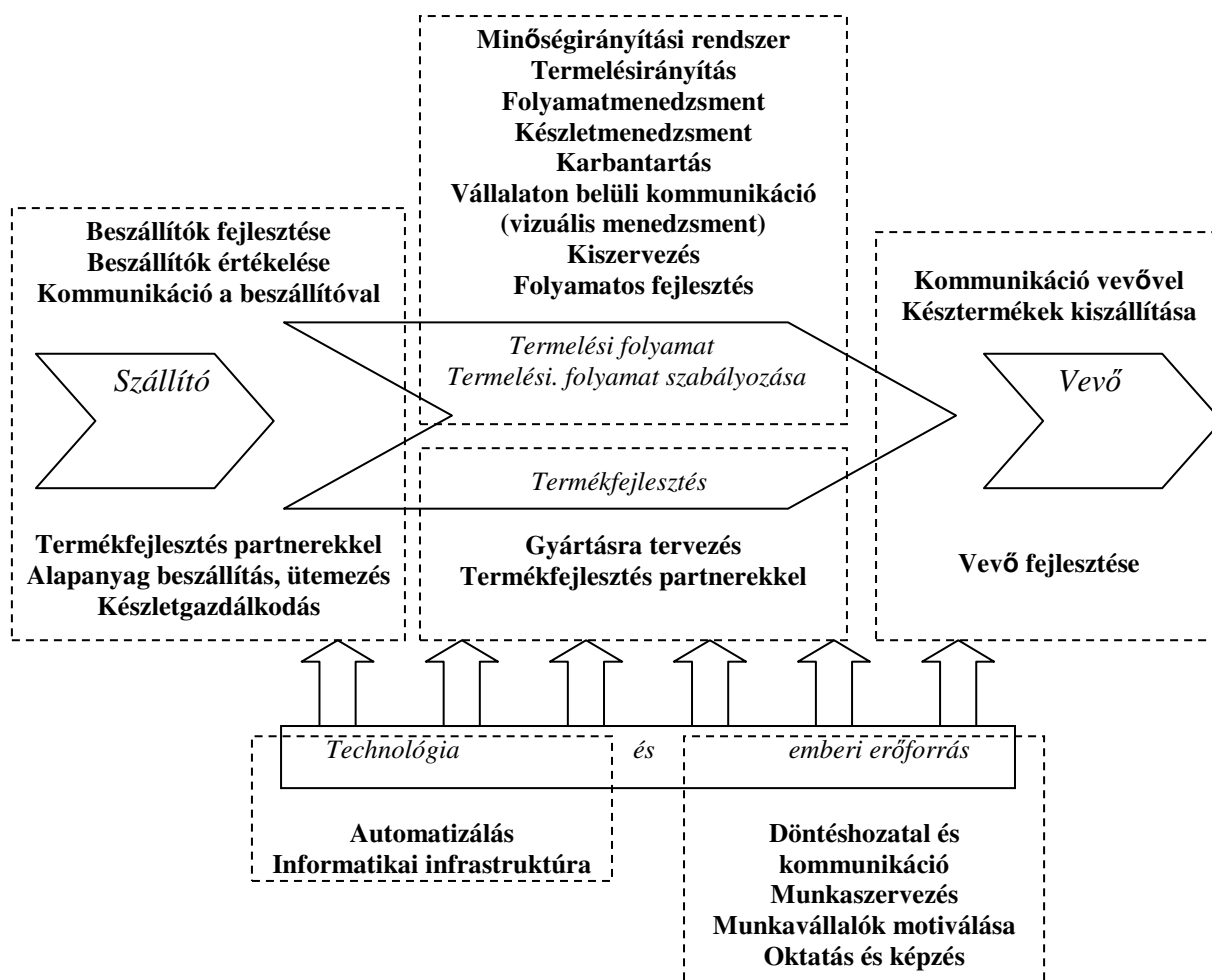 Minőségirányítási rendszer
Termelésirányítás
Folyamatmenedzsment
Készletmenedzsment
Karbantartás
Vállalaton belüli kommunikáció
(vizuális menedzsment)
Kiszervezés
Folyamatos fejlesztés
Beszállítók fejlesztése
Beszállítók értékelése
Kommunikáció a beszállítóval
Kommunikáció vevővel
Késztermékek kiszállítása
Szállító
Termelési folyamat
Termelési. folyamat szabályozása
Vevő
Termékfejlesztés
Termékfejlesztés partnerekkel
Alapanyag beszállítás, ütemezés
Készletgazdálkodás
Gyártásra tervezés
Termékfejlesztés partnerekkel
Vevő fejlesztése
Technológia és emberi erőforrás
Automatizálás
Informatikai infrastruktúra
Döntéshozatal és
kommunikáció
Munkaszervezés
Munkavállalók motiválása
Oktatás és képzés